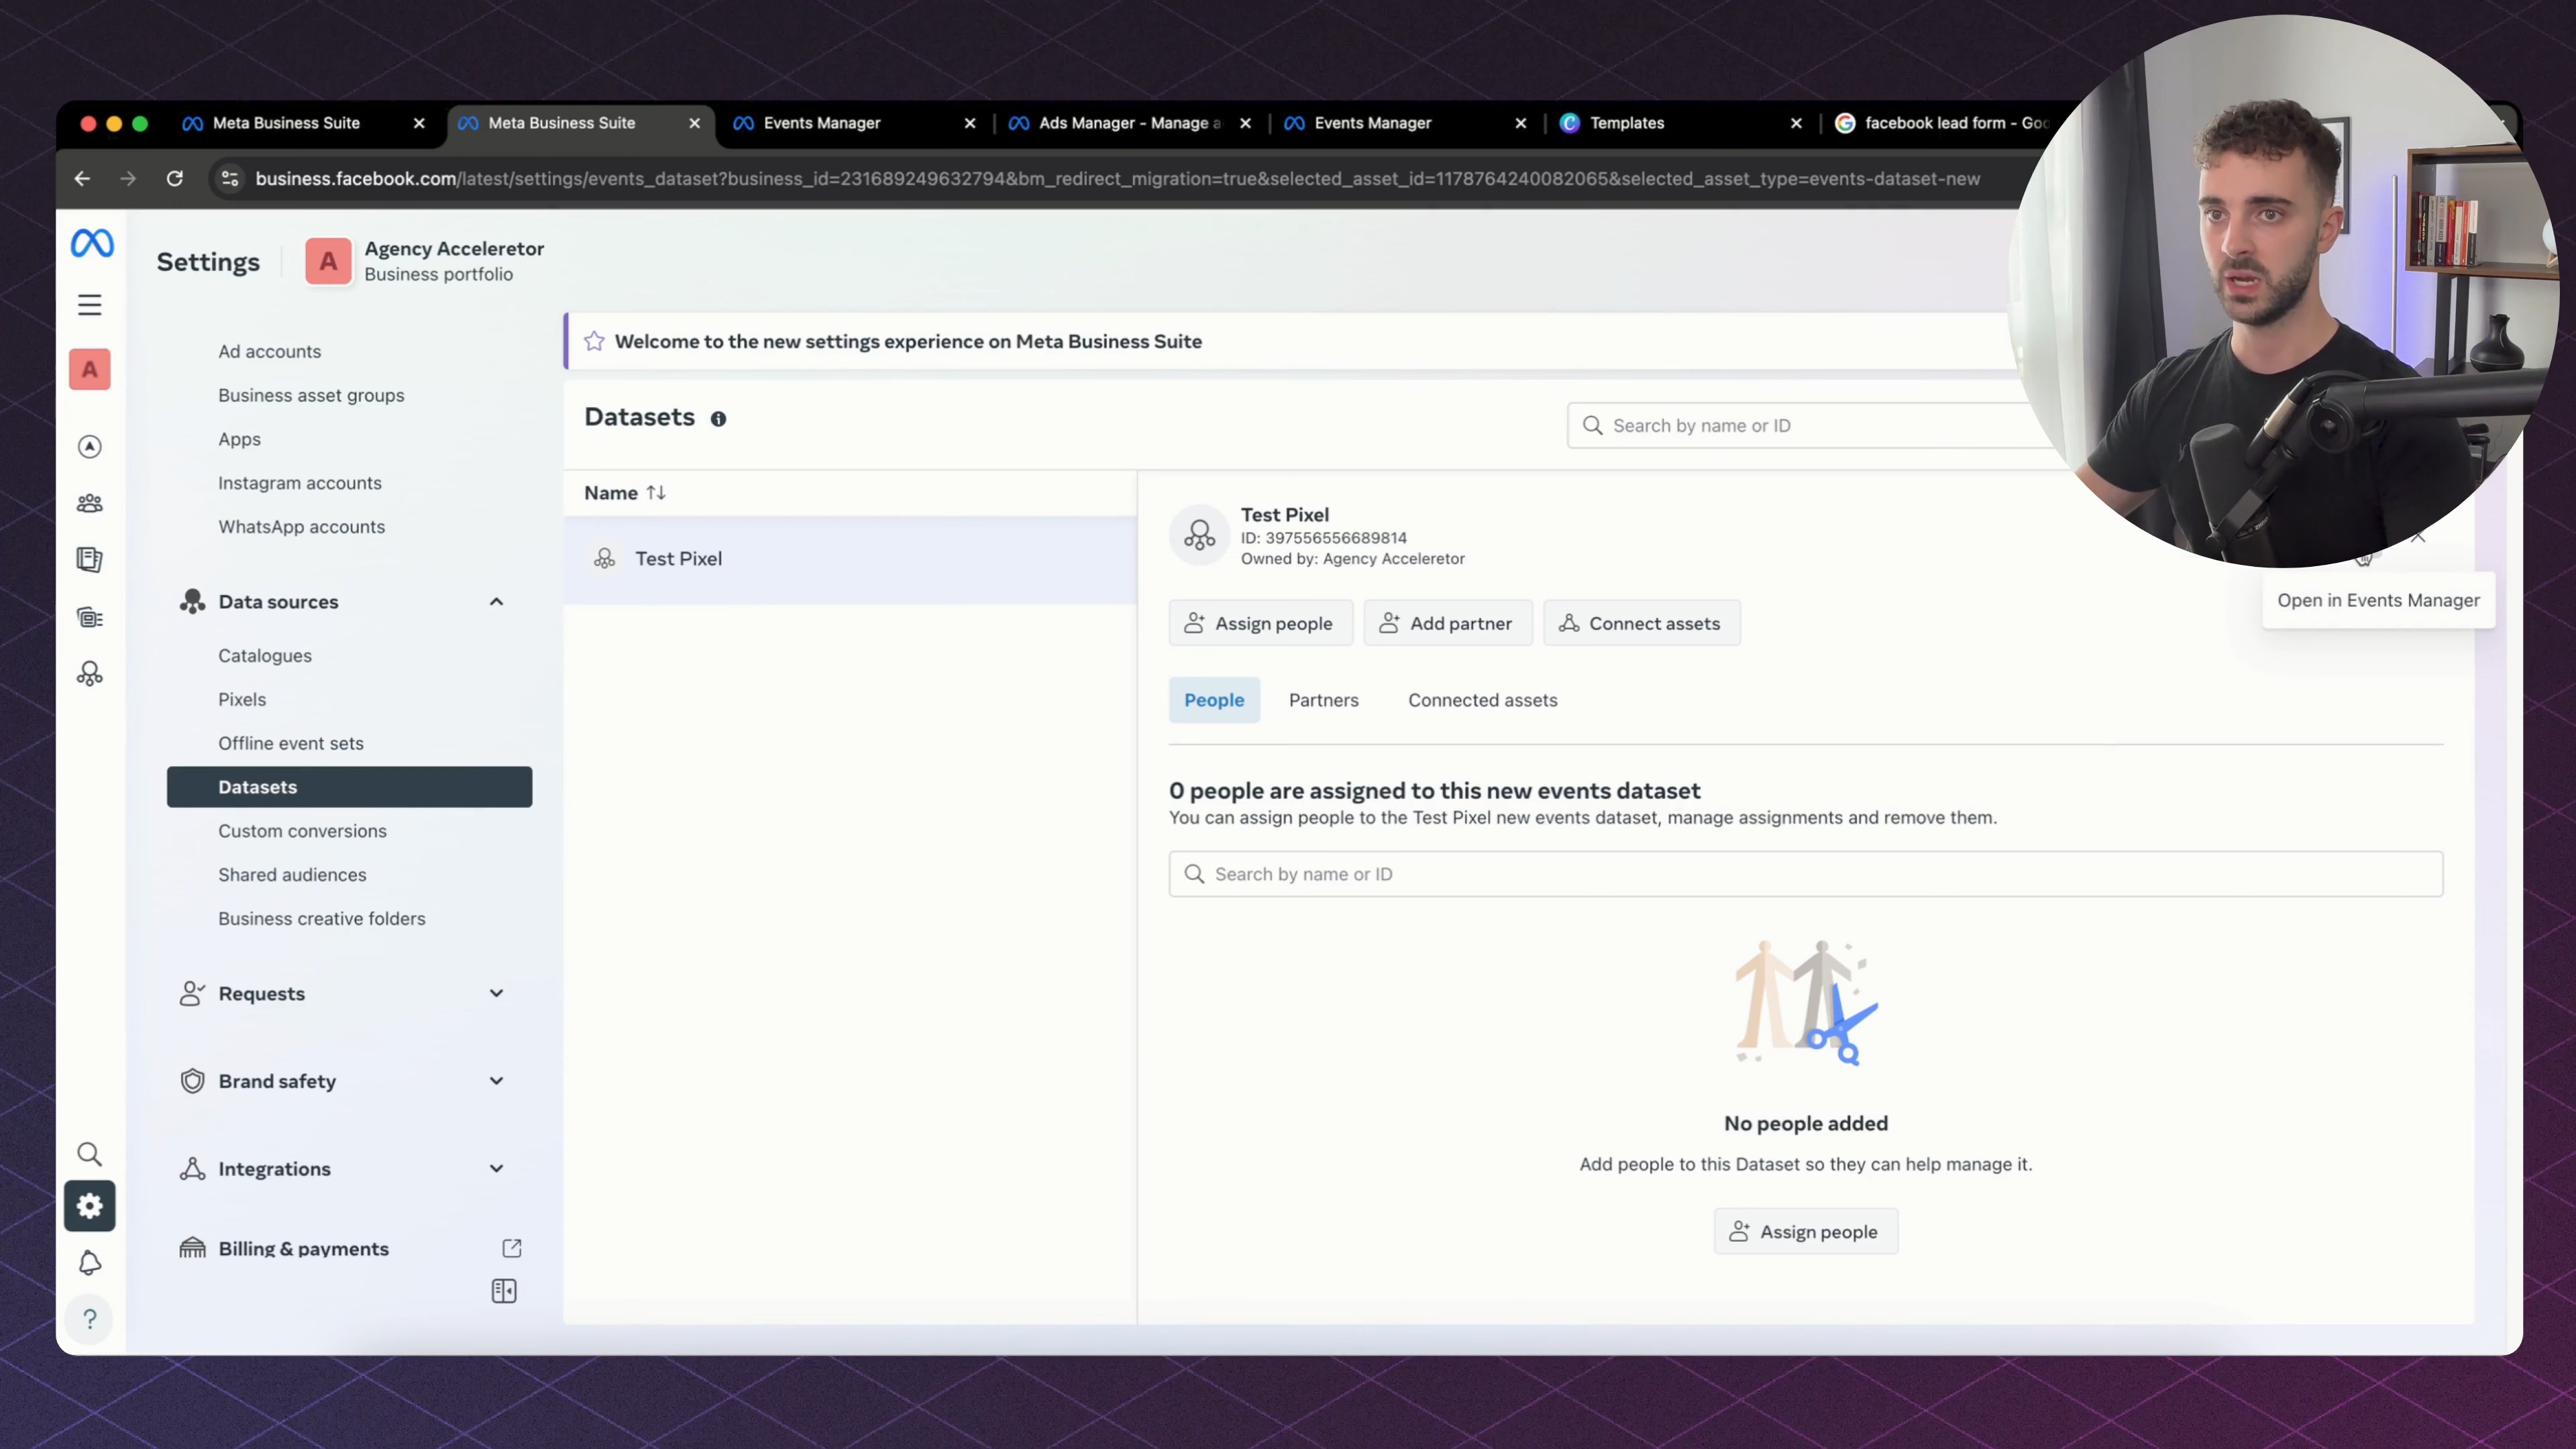 Meta Business Suite
Meta Business Suite
Events Manager
Ads Manager - Manage a
Events Manager
Templates
facebook lead form - Goo
business.facebook.com/latest/settings/events_dataset?business_id=231689249632794&bm_redirect_migration=true&selected_asset_id=1178764240082065&selected_asset_type=events-dataset-new
Settings
A
Agency Acceleretor
Business portfolio
A
Ad accounts
Business asset groups
Apps
Instagram accounts
WhatsApp accounts
Data sources
Catalogues
Pixels
Offline event sets
Datasets
Custom conversions
Shared audiences
Business creative folders
Requests
Brand safety
Integrations
Billing & payments
Welcome to the new settings experience on Meta Business Suite
Datasets
Search by name or ID
Name
Test Pixel
Test Pixel
ID: 397556556689814
Owned by: Agency Acceleretor
Open in Events Manager
Assign people
Add partner
Connect assets
People
Partners
Connected assets
0 people are assigned to this new events dataset
You can assign people to the Test Pixel new events dataset, manage assignments and remove them.
Search by name or ID
No people added
Add people to this Dataset so they can help manage it.
Assign people